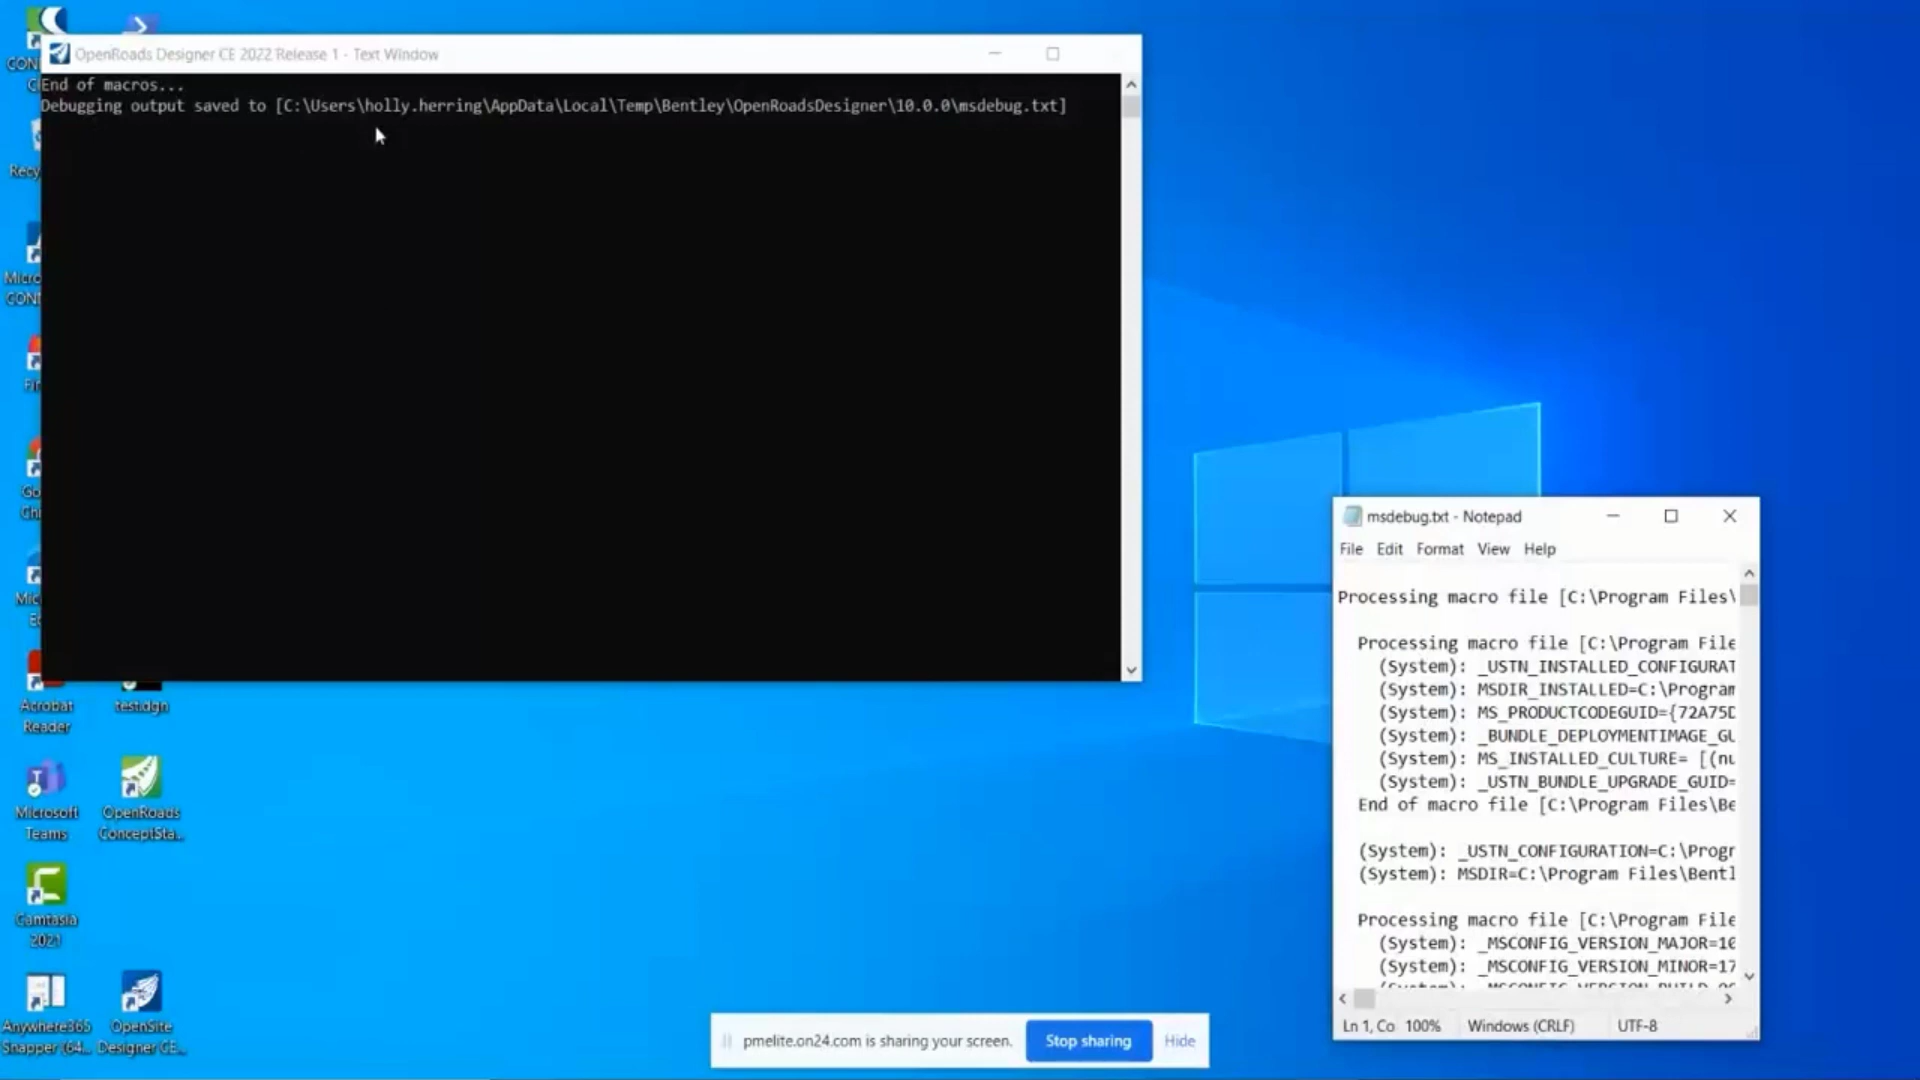 OpenRoads Designer CE 2022 Release 1 - Text Window
End of macros...
Debugging output saved to [C:\Users\holly.herring\AppData\Local\Temp\Bentley\OpenRoadsDesigner\10.0.0\msdebug.txt]
test.dgn
Acrobat
Reader
Microsoft
Teams
OpenRoads
ConceptSta...
Camtasia
2021
Anywhere365
Snapper (64...
OpenSite
Designer CE...
msdebug.txt - Notepad
File Edit Format View Help
Processing macro file [C:\Program Files\
Processing macro file [C:\Program File
(System): _USTN_INSTALLED_CONFIGURAT
(System): MSDIR_INSTALLED=C:\Program
(System): MS_PRODUCTCODEGUID={72A75D
(System): _BUNDLE_DEPLOYMENTIMAGE_GU
(System): MS_INSTALLED_CULTURE= [(nu
(System): _USTN_BUNDLE_UPGRADE_GUID=
End of macro file [C:\Program Files\Be
(System): _USTN_CONFIGURATION=C:\Progr
(System): MSDIR=C:\Program Files\Bentl
Processing macro file [C:\Program File
(System): _MSCONFIG_VERSION_MAJOR=10
(System): _MSCONFIG_VERSION_MINOR=17
Ln 1, Co 100% Windows (CRLF) UTF-8
pmelite.on24.com is sharing your screen. Stop sharing Hide